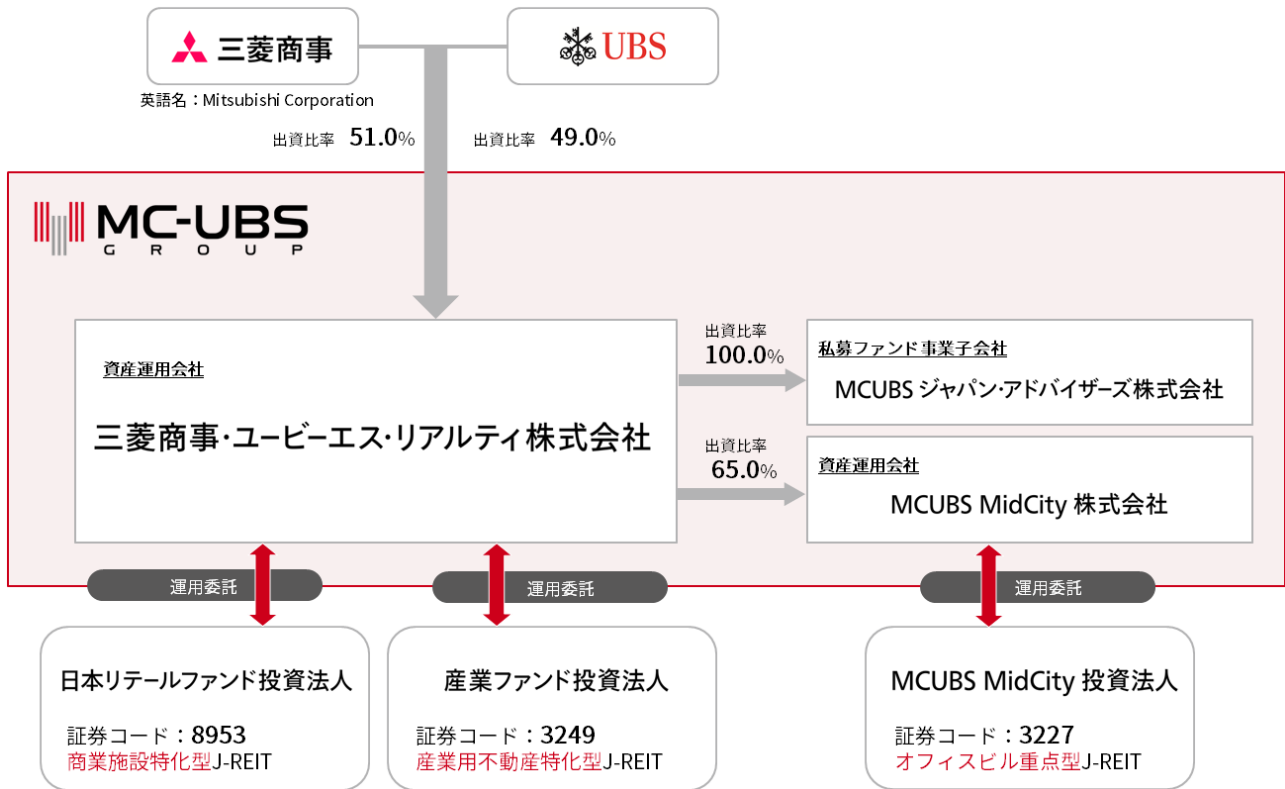 三菱商事
UBS
英語名：Mitsubishi Corporation
出資比率 51.0%
出資比率 49.0%
MC-UBS
GROUP
資産運用会社
三菱商事・ユービーエス・リアルティ株式会社
出資比率
100.0%
私募ファンド事業子会社
MCUBS ジャパン・アドバイザーズ株式会社
出資比率
65.0%
資産運用会社
MCUBS MidCity 株式会社
運用委託
運用委託
運用委託
日本リテールファンド投資法人
証券コード：8953
商業施設特化型J-REIT
産業ファンド投資法人
証券コード：3249
産業用不動産特化型J-REIT
MCUBS MidCity 投資法人
証券コード：3227
オフィスビル重点型J-REIT